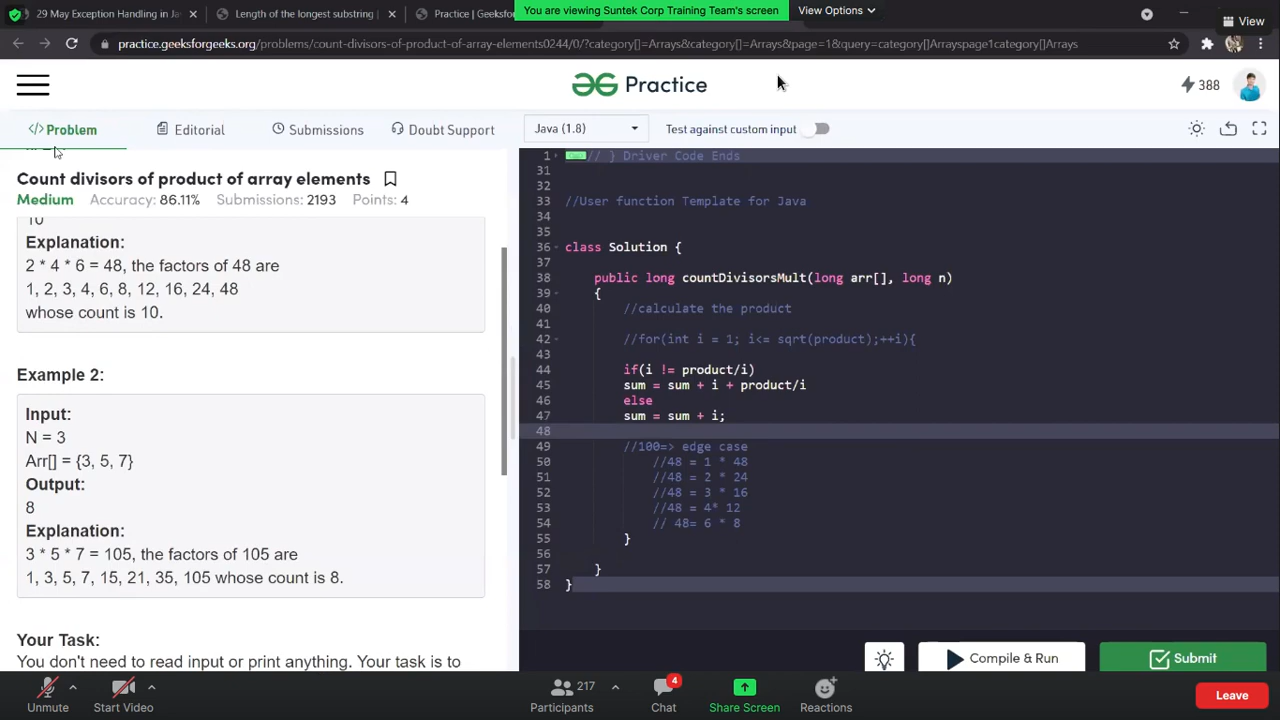 29 May Exception Handling in Ja
Length of the longest substring |
Practice | Geeksfor
You are viewing Suntek Corp Training Team's screen
View Options
View
practice.geeksforgeeks.org/problems/count-divisors-of-product-of-array-elements0244/0/?category[]=Arrays&category[]=Arrays&page=1&query=category[]Arrayspage1category[]Arrays
Practice
388
</> Problem
Editorial
Submissions
Doubt Support
Java (1.8)
Test against custom input
Count divisors of product of array elements
Medium Accuracy: 86.11% Submissions: 2193 Points: 4
10
Explanation:
2 * 4 * 6 = 48, the factors of 48 are
1, 2, 3, 4, 6, 8, 12, 16, 24, 48
whose count is 10.
Example 2:
Input:
N = 3
Arr[] = {3, 5, 7}
Output:
8
Explanation:
3 * 5 * 7 = 105, the factors of 105 are
1, 3, 5, 7, 15, 21, 35, 105 whose count is 8.
Your Task:
You don't need to read input or print anything. Your task is to
1 // } Driver Code Ends
31
32
33 //User function Template for Java
34
35
36 class Solution {
37
38 public long countDivisorsMult(long arr[], long n)
39 {
40 //calculate the product
41
42 //for(int i = 1; i<= sqrt(product);++i){
43
44 if(i != product/i)
45 sum = sum + i + product/i
46 else
47 sum = sum + i;
48
49 //100=> edge case
50 //48 = 1 * 48
51 //48 = 2 * 24
52 //48 = 3 * 16
53 //48 = 4* 12
54 // 48= 6 * 8
55 }
56
57 }
58 }
Compile & Run
Submit
Unmute
Start Video
217
Participants
4
Chat
Share Screen
Reactions
Leave